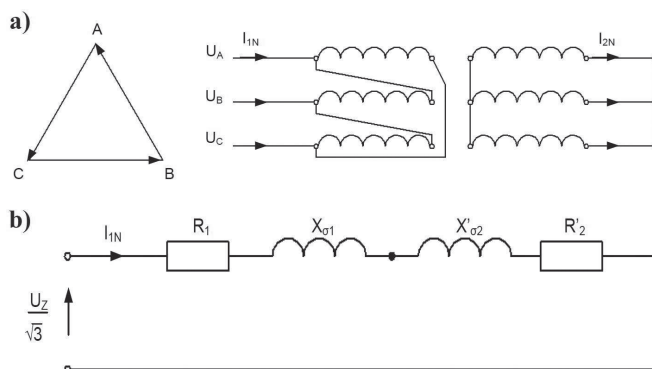 a)
A
C
B
U_A
I_1N
I_2N
U_B
U_C
b)
I_1N
R_1
X_σ1
X'_σ2
R'_2
U_Z
√3